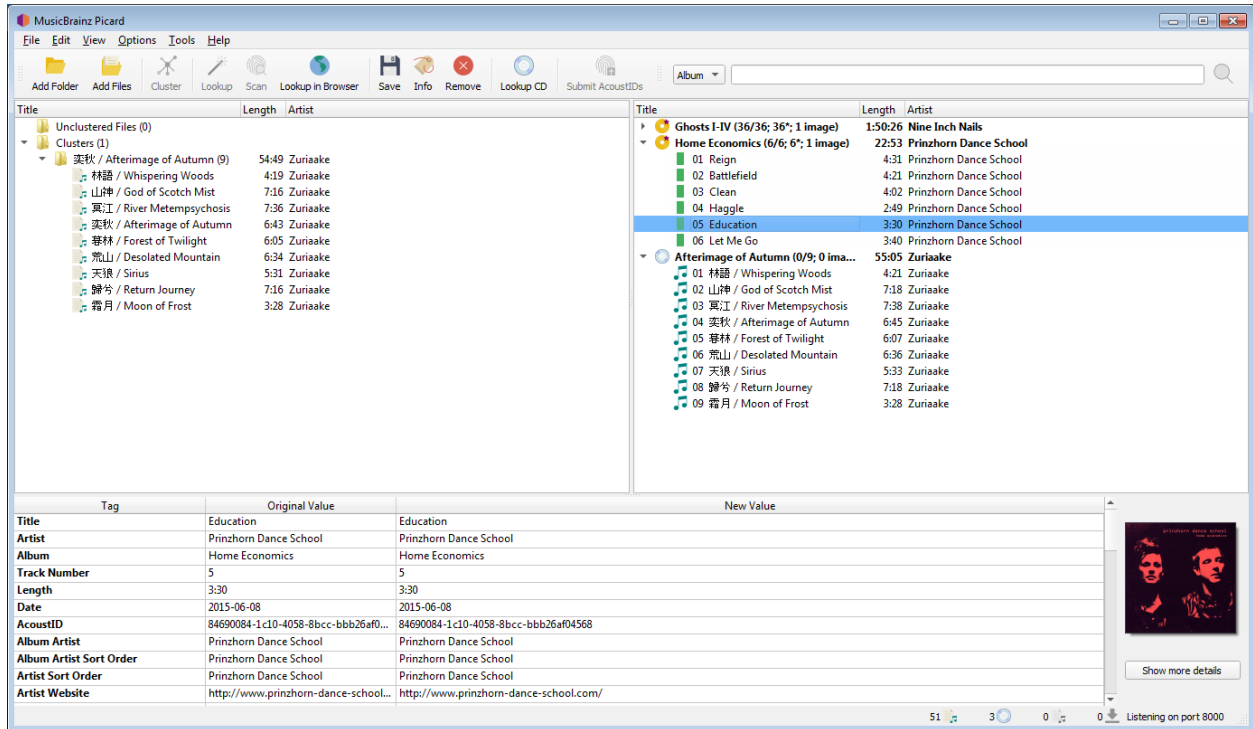 MusicBrainz Picard
File Edit View Options Tools Help
Add Folder Add Files Cluster Lookup Scan Lookup in Browser Save Info Remove Lookup CD Submit AcoustIDs Album
Title Length Artist
Unclustered Files (0)
Clusters (1)
奕秋 / Afterimage of Autumn (9) 54:49 Zuriaake
林語 / Whispering Woods 4:19 Zuriaake
山神 / God of Scotch Mist 7:16 Zuriaake
冥江 / River Metempsychosis 7:36 Zuriaake
奕秋 / Afterimage of Autumn 6:43 Zuriaake
暮林 / Forest of Twilight 6:05 Zuriaake
荒山 / Desolated Mountain 6:34 Zuriaake
天狼 / Sirius 5:31 Zuriaake
歸兮 / Return Journey 7:16 Zuriaake
霜月 / Moon of Frost 3:28 Zuriaake
Title Length Artist
Ghosts I-IV (36/36; 36*; 1 image) 1:50:26 Nine Inch Nails
Home Economics (6/6; 6*; 1 image) 22:53 Prinzhorn Dance School
01 Reign 4:31 Prinzhorn Dance School
02 Battlefield 4:21 Prinzhorn Dance School
03 Clean 4:02 Prinzhorn Dance School
04 Haggle 2:49 Prinzhorn Dance School
05 Education 3:30 Prinzhorn Dance School
06 Let Me Go 3:40 Prinzhorn Dance School
Afterimage of Autumn (0/9; 0 ima... 55:05 Zuriaake
01 林語 / Whispering Woods 4:21 Zuriaake
02 山神 / God of Scotch Mist 7:18 Zuriaake
03 冥江 / River Metempsychosis 7:38 Zuriaake
04 奕秋 / Afterimage of Autumn 6:45 Zuriaake
05 暮林 / Forest of Twilight 6:07 Zuriaake
06 荒山 / Desolated Mountain 6:36 Zuriaake
07 天狼 / Sirius 5:33 Zuriaake
08 歸兮 / Return Journey 7:18 Zuriaake
09 霜月 / Moon of Frost 3:28 Zuriaake
Tag Original Value New Value
Title Education Education
Artist Prinzhorn Dance School Prinzhorn Dance School
Album Home Economics Home Economics
Track Number 5 5
Length 3:30 3:30
Date 2015-06-08 2015-06-08
AcoustID 84690084-1c10-4058-8bcc-bbb26af0... 84690084-1c10-4058-8bcc-bbb26af04568
Album Artist Prinzhorn Dance School Prinzhorn Dance School
Album Artist Sort Order Prinzhorn Dance School Prinzhorn Dance School
Artist Sort Order Prinzhorn Dance School Prinzhorn Dance School
Artist Website http://www.prinzhorn-dance-school... http://www.prinzhorn-dance-school.com/
prinzhorn dance school
home economics
Show more details
51 3 0 0 Listening on port 8000